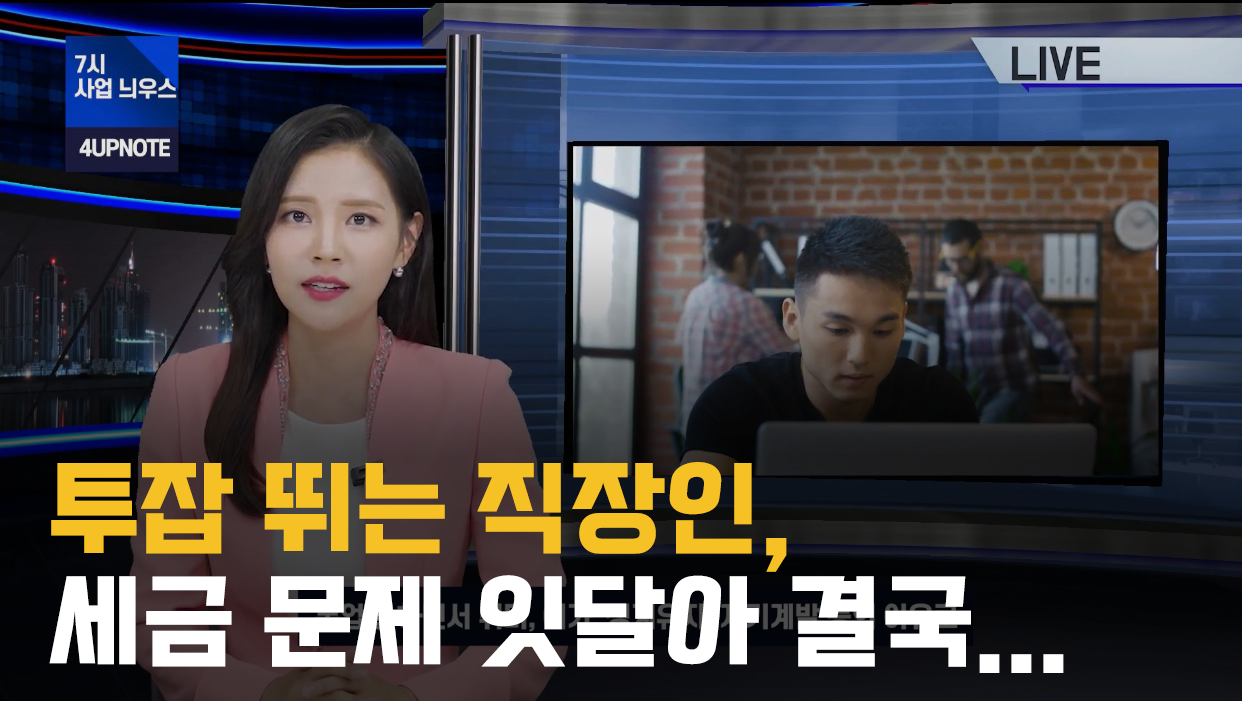 7시
사업 늬우스
4UPNOTE
LIVE
투잡 뛰는 직장인,
세금 문제 잇달아 결국...